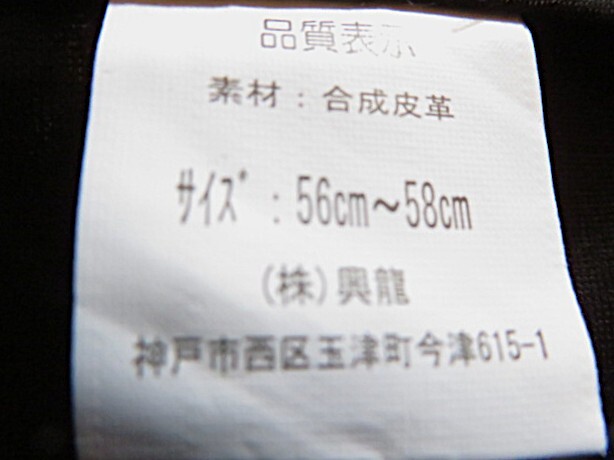 品質表示
素材：合成皮革
ｻｲｽﾞ：56cm～58cm
(株)興龍
神戸市西区玉津町今津615-1